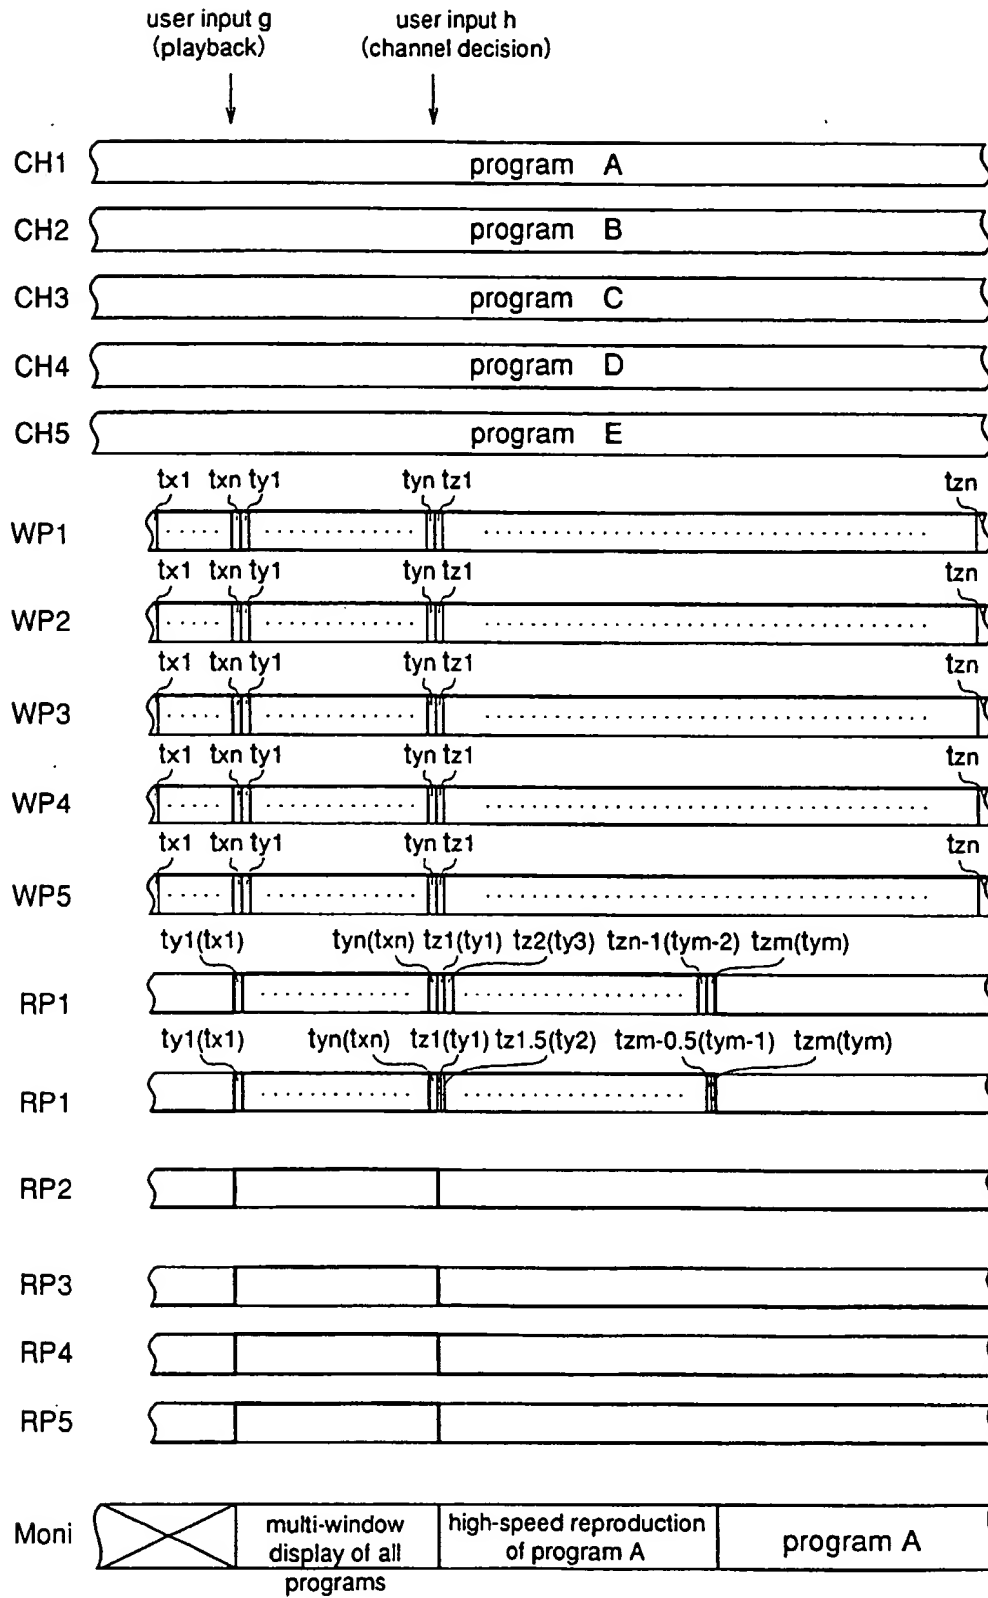 user input g
(playback)
user input h
(channel decision)
CH1
program A
CH2
program B
CH3
program C
CH4
program D
CH5
program E
tx1 txn ty1 tyn tz1 tzn
WP1
tx1 txn ty1 tyn tz1 tzn
WP2
tx1 txn ty1 tyn tz1 tzn
WP3
tx1 txn ty1 tyn tz1 tzn
WP4
tx1 txn ty1 tyn tz1 tzn
WP5
ty1(tx1) tyn(txn) tz1(ty1) tz2(ty3) tzn-1(tym-2) tzm(tym)
RP1
ty1(tx1) tyn(txn) tz1(ty1) tz1.5(ty2) tzm-0.5(tym-1) tzm(tym)
RP1
RP2
RP3
RP4
RP5
Moni
multi-window
display of all
programs
high-speed reproduction
of program A
program A